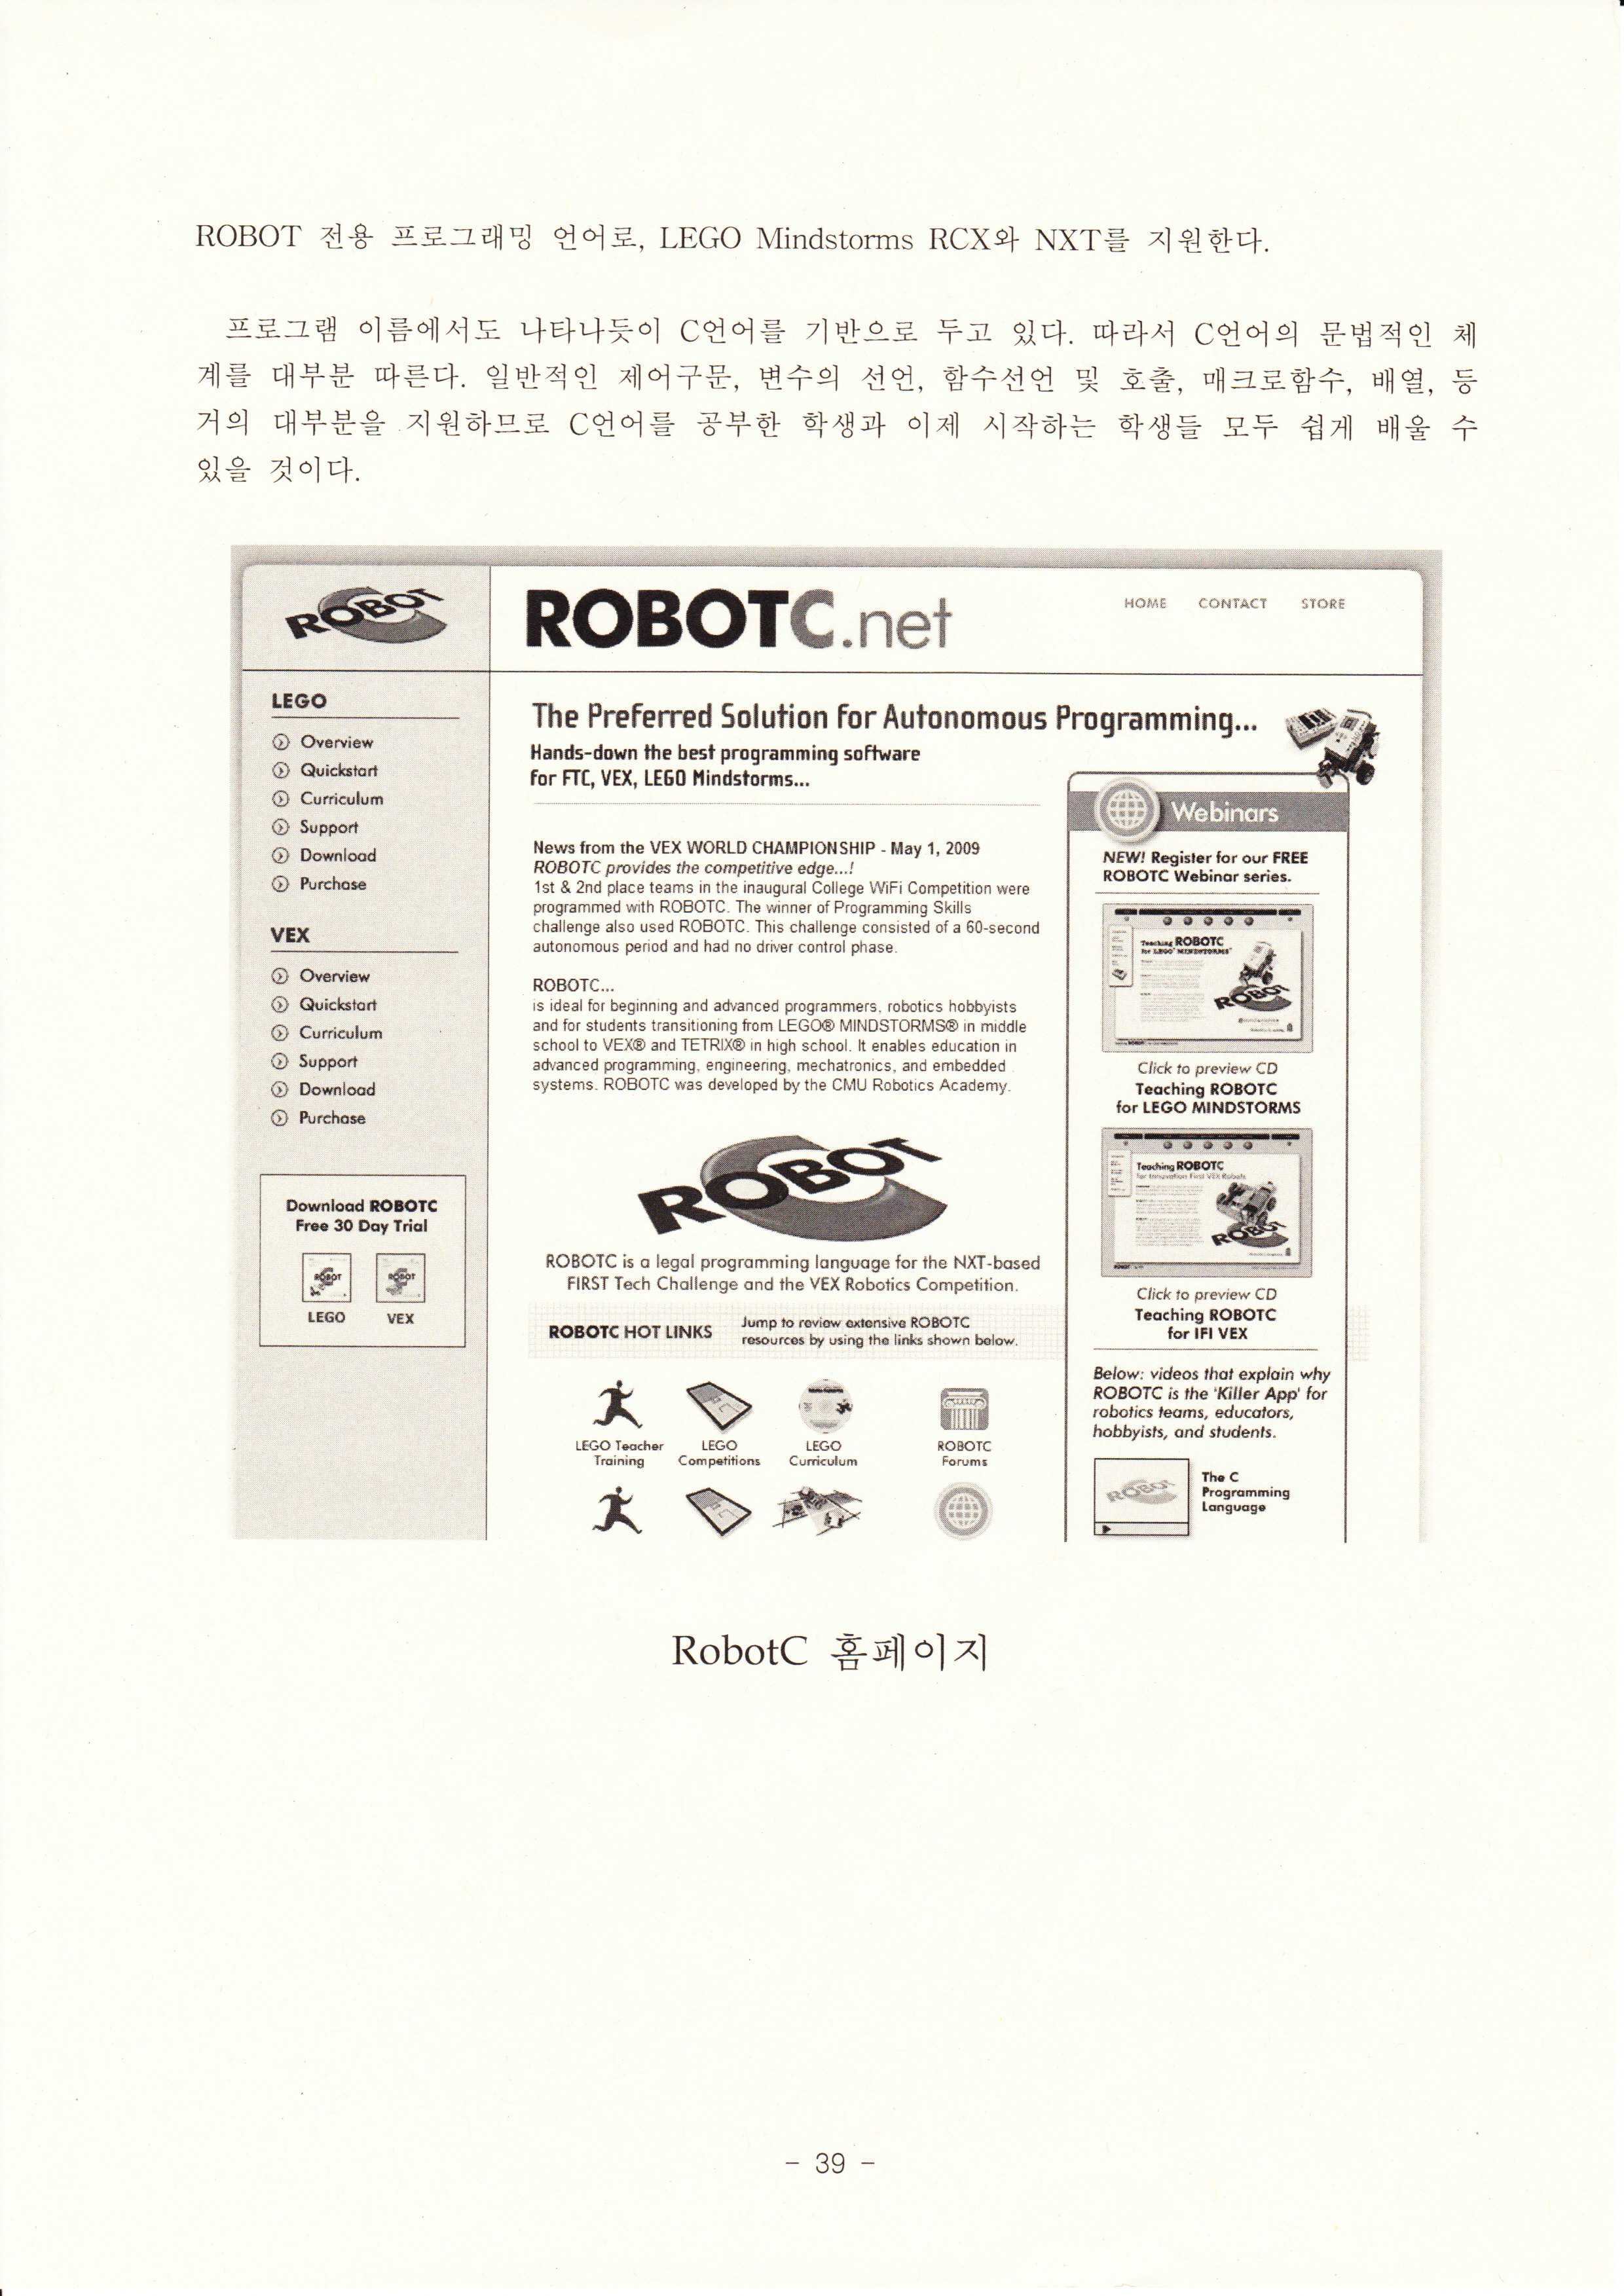 ROBOT 전용 프로그래밍 언어로, LEGO Mindstorms RCX와 NXT를 지원한다.
프로그램 이름에서도 나타나듯이 C언어를 기반으로 두고 있다. 따라서 C언어의 문법적인 체
계를 대부분 따른다. 일반적인 제어구문, 변수의 선언, 함수선언 및 호출, 매크로함수, 배열, 등
거의 대부분을 지원하므로 C언어를 공부한 학생과 이제 시작하는 학생들 모두 쉽게 배울 수
있을 것이다.
ROBOT
ROBOTC.net
HOME CONTACT STORE
LEGO
Overview
Quickstart
Curriculum
Support
Download
Purchase
VEX
Overview
Quickstart
Curriculum
Support
Download
Purchase
Download ROBOTC
Free 30 Day Trial
ROBOT ROBOT
LEGO VEX
The Preferred Solution for Autonomous Programming...
Hands-down the best programming software
for FTC, VEX, LEGO Mindstorms...
News from the VEX WORLD CHAMPIONSHIP - May 1, 2009
ROBOTC provides the competitive edge...!
1st & 2nd place teams in the inaugural College WiFi Competition were
programmed with ROBOTC. The winner of Programming Skills
challenge also used ROBOTC. This challenge consisted of a 60-second
autonomous period and had no driver control phase.
ROBOTC...
is ideal for beginning and advanced programmers, robotics hobbyists
and for students transitioning from LEGO® MINDSTORMS® in middle
school to VEX® and TETRIX® in high school. It enables education in
advanced programming, engineering, mechatronics, and embedded
systems. ROBOTC was developed by the CMU Robotics Academy.
ROBOT
ROBOTC is a legal programming language for the NXT-based
FIRST Tech Challenge and the VEX Robotics Competition.
ROBOTC HOT LINKS
Jump to review extensive ROBOTC
resources by using the links shown below.
LEGO Teacher
Training
LEGO
Competitions
LEGO
Curriculum
ROBOTC
Forums
Webinars
NEW! Register for our FREE
ROBOTC Webinar series.
Teaching ROBOTC
for LEGO MINDSTORMS
ROBOT
Click to preview CD
Teaching ROBOTC
for LEGO MINDSTORMS
Teaching ROBOTC
for Innovation First VEX Robots
ROBOT
Click to preview CD
Teaching ROBOTC
for IFI VEX
Below: videos that explain why
ROBOTC is the 'Killer App' for
robotics teams, educators,
hobbyists, and students.
ROBOT
The C
Programming
Language
RobotC 홈페이지
- 39 -